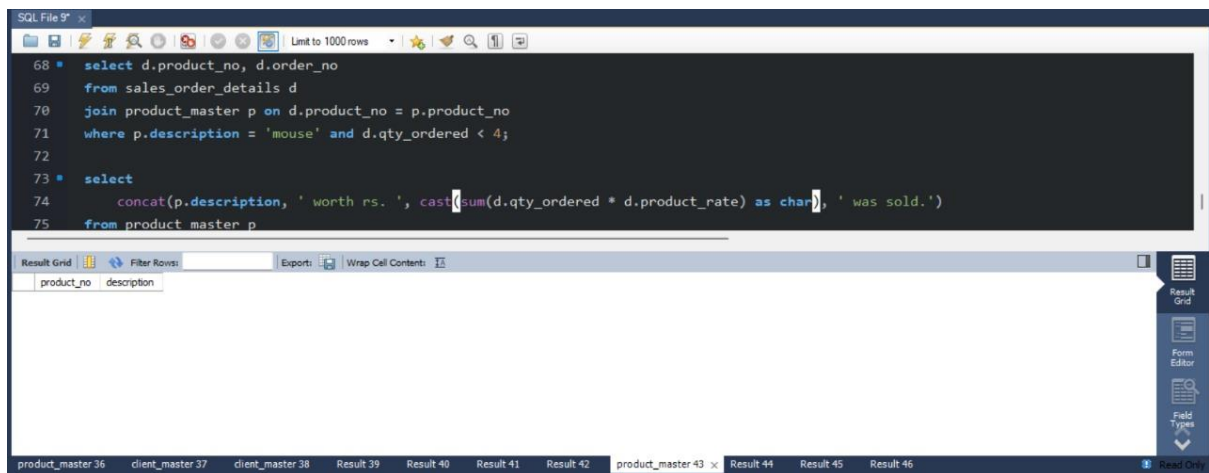 SQL File 9*
Limit to 1000 rows
68 select d.product_no, d.order_no
69 from sales_order_details d
70 join product_master p on d.product_no = p.product_no
71 where p.description = 'mouse' and d.qty_ordered < 4;
72
73 select
74 concat(p.description, ' worth rs. ', cast(sum(d.qty_ordered * d.product_rate) as char), ' was sold.')
75 from product_master p
Result Grid Filter Rows: Export: Wrap Cell Content:
product_no description
Result
Grid
Form
Editor
Field
Types
product_master 36 client_master 37 client_master 38 Result 39 Result 40 Result 41 Result 42 product_master 43 Result 44 Result 45 Result 46 Read Only